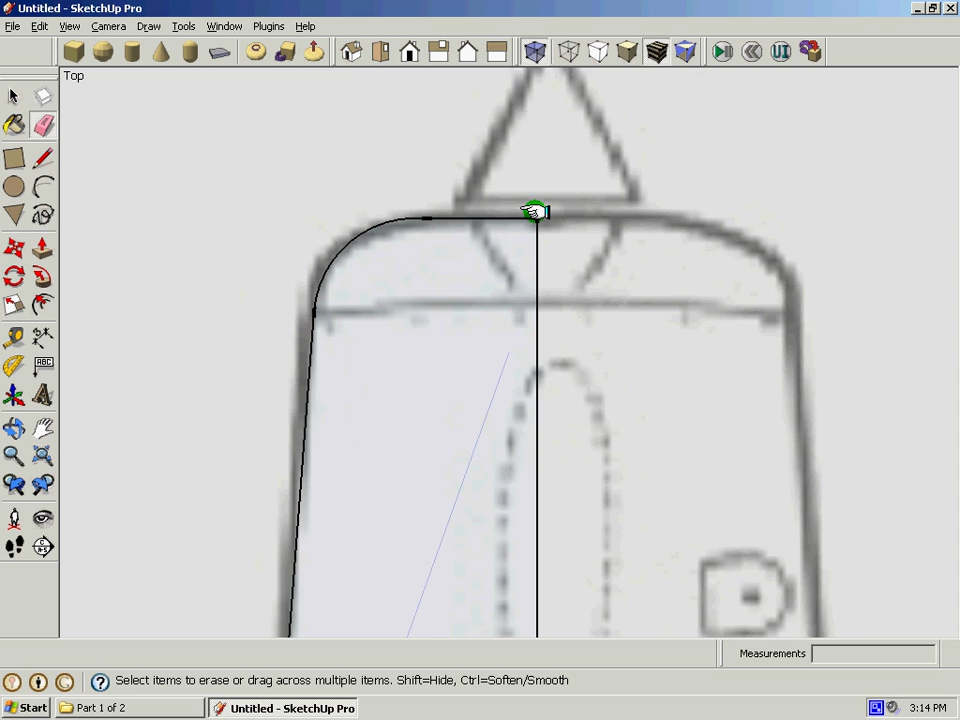 Untitled - SketchUp Pro
File Edit View Camera Draw Tools Window Plugins Help
UI
Top
ABC
Measurements
Select items to erase or drag across multiple items. Shift=Hide, Ctrl=Soften/Smooth
Start Part 1 of 2 Untitled - SketchUp Pro 3:14 PM